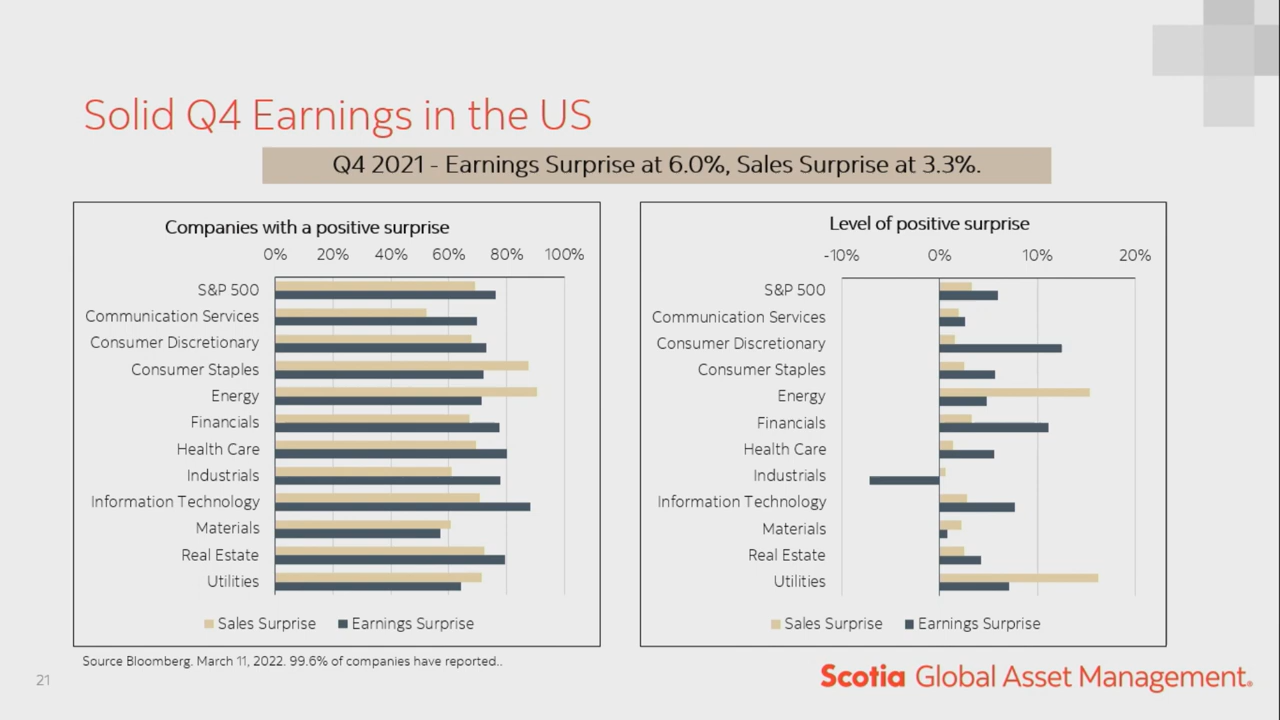 Solid Q4 Earnings in the US
Q4 2021 - Earnings Surprise at 6.0%, Sales Surprise at 3.3%.
Companies with a positive surprise
0% 20% 40% 60% 80% 100%
S&P 500
Communication Services
Consumer Discretionary
Consumer Staples
Energy
Financials
Health Care
Industrials
Information Technology
Materials
Real Estate
Utilities
Sales Surprise Earnings Surprise
Level of positive surprise
-10% 0% 10% 20%
S&P 500
Communication Services
Consumer Discretionary
Consumer Staples
Energy
Financials
Health Care
Industrials
Information Technology
Materials
Real Estate
Utilities
Sales Surprise Earnings Surprise
Source Bloomberg. March 11, 2022. 99.6% of companies have reported..
21
Scotia Global Asset Management.